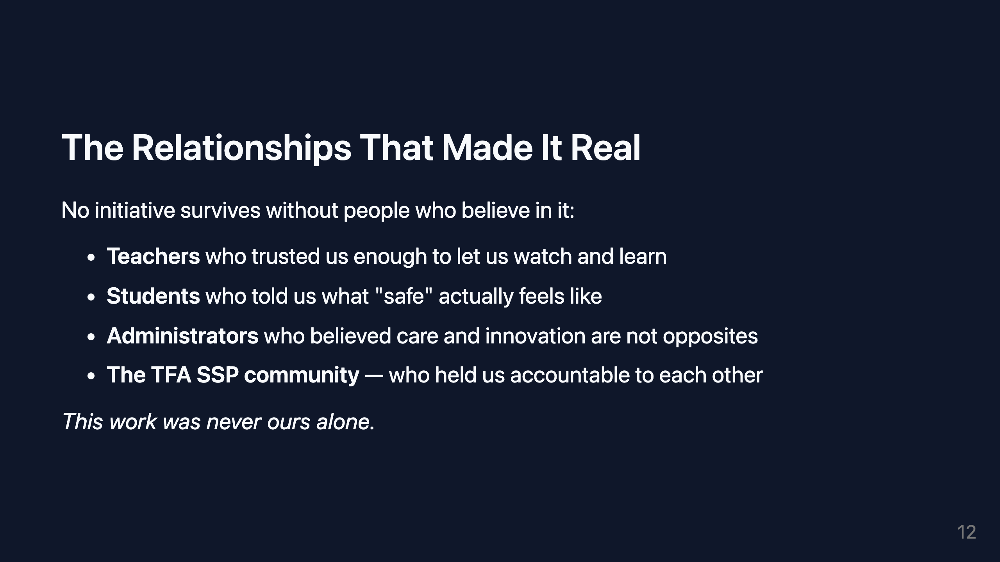 The Relationships That Made It Real
No initiative survives without people who believe in it:
• Teachers who trusted us enough to let us watch and learn
• Students who told us what "safe" actually feels like
• Administrators who believed care and innovation are not opposites
• The TFA SSP community — who held us accountable to each other
This work was never ours alone.
12